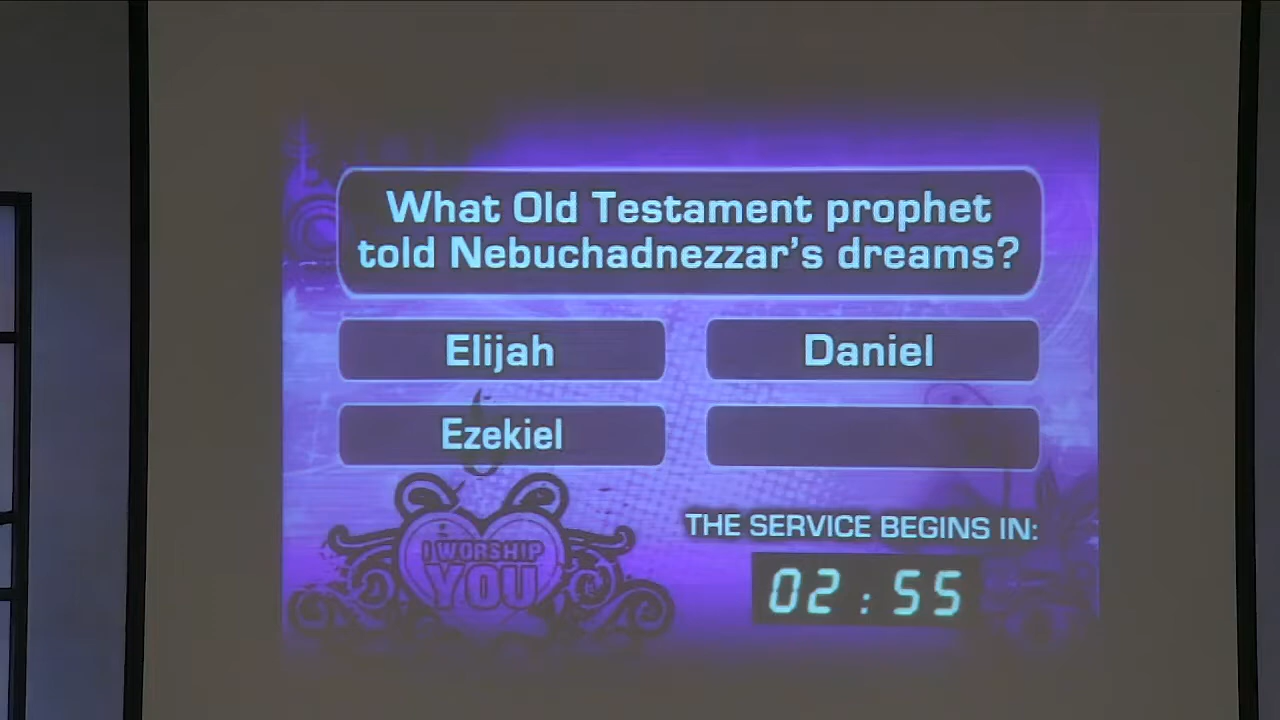 What Old Testament prophet
told Nebuchadnezzar's dreams?
Elijah
Daniel
Ezekiel
THE SERVICE BEGINS IN:
02:55
I WORSHIP
YOU